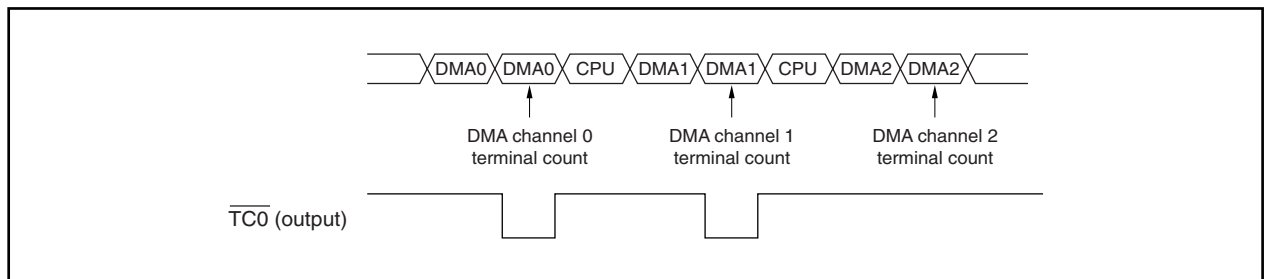 DMA0 DMA0 CPU DMA1 DMA1 CPU DMA2 DMA2
DMA channel 0
terminal count
DMA channel 1
terminal count
DMA channel 2
terminal count
TC0 (output)